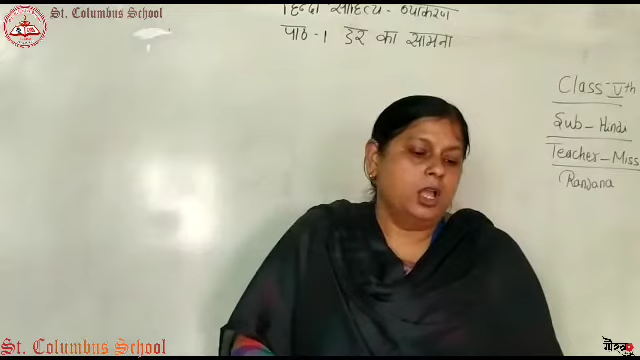 St. Columbus School
हिन्दी साहित्य - व्याकरण
पाठ - 1 डर का सामना
Class - Vth
Sub - Hindi
Teacher - Miss
Ranjana
St. Columbus School